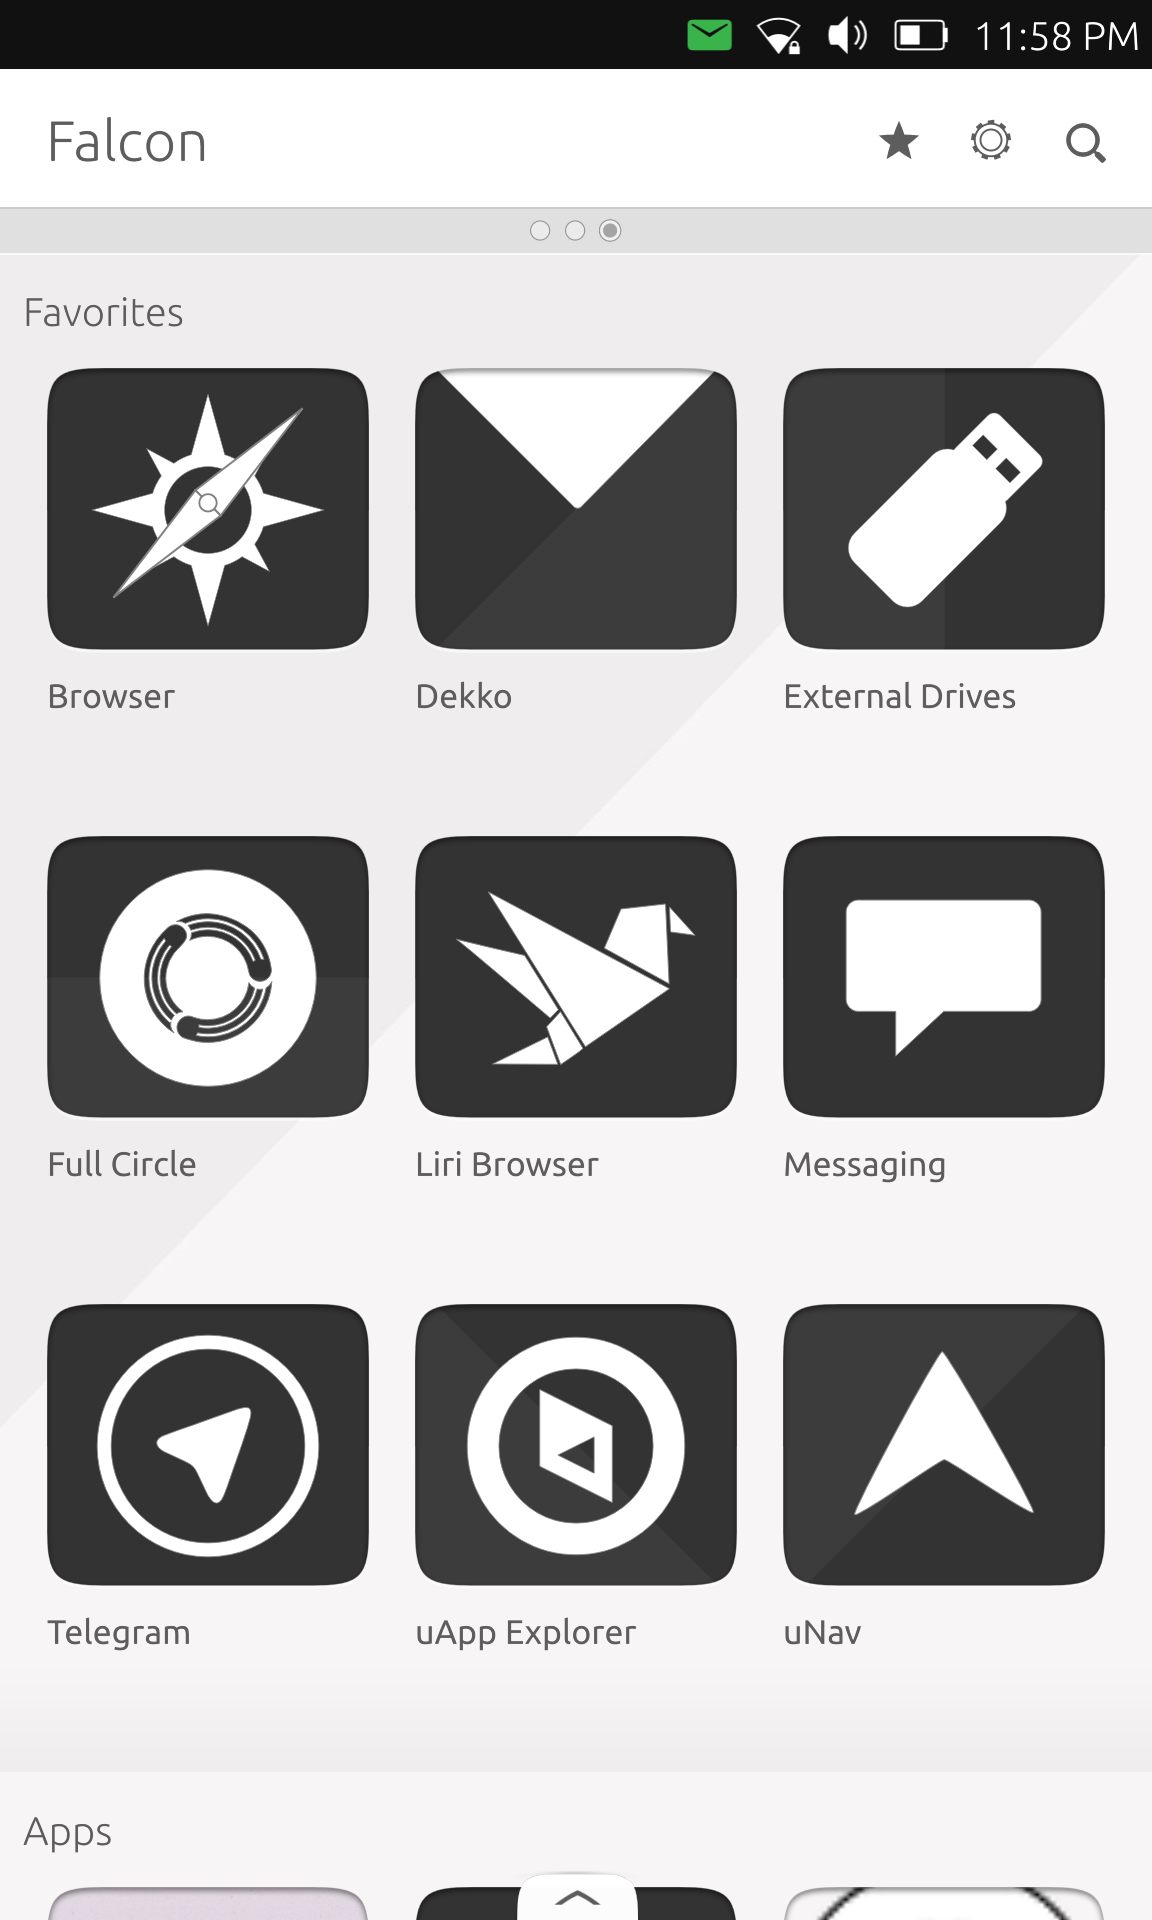 11:58 PM
Falcon
Favorites
Browser
Dekko
External Drives
Full Circle
Liri Browser
Messaging
Telegram
uApp Explorer
uNav
Apps